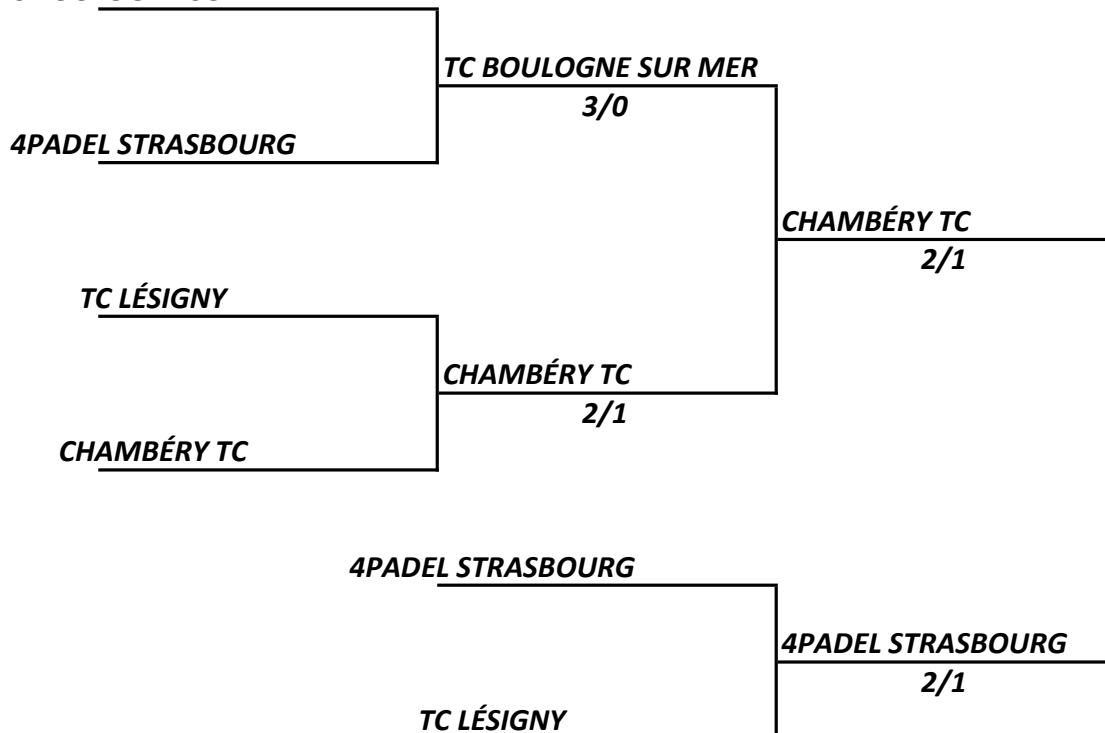 TC BOULOGNE SUR MER
3/0
4PADEL STRASBOURG
CHAMBÉRY TC
2/1
TC LÉSIGNY
CHAMBÉRY TC
2/1
CHAMBÉRY TC
4PADEL STRASBOURG
4PADEL STRASBOURG
2/1
TC LÉSIGNY